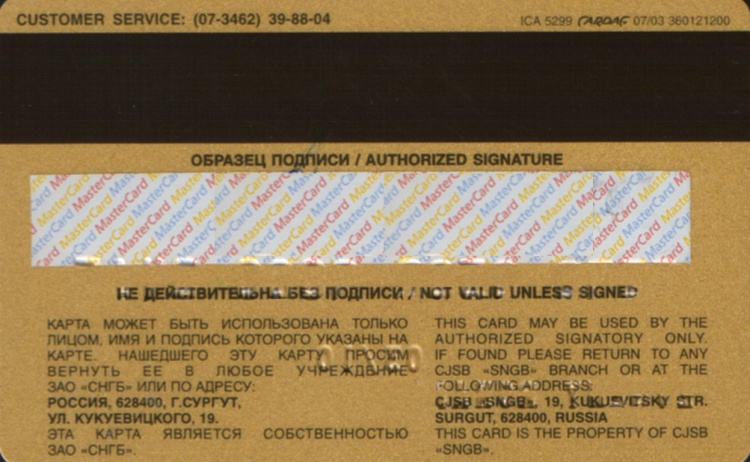 CUSTOMER SERVICE: (07-3462) 39-88-04
ICA 5299 CARDAG 07/03 360121200
ОБРАЗЕЦ ПОДПИСИ / AUTHORIZED SIGNATURE
MasterCard MasterCard MasterCard MasterCard
НЕ ДЕЙСТВИТЕЛЬНА БЕЗ ПОДПИСИ / NOT VALID UNLESS SIGNED
КАРТА МОЖЕТ БЫТЬ ИСПОЛЬЗОВАНА ТОЛЬКО
ЛИЦОМ, ИМЯ И ПОДПИСЬ КОТОРОГО УКАЗАНЫ НА
КАРТЕ. НАШЕДШЕГО ЭТУ КАРТУ ПРОСИМ
ВЕРНУТЬ ЕЕ В ЛЮБОЕ УЧРЕЖДЕНИЕ
ЗАО «СНГБ» ИЛИ ПО АДРЕСУ:
РОССИЯ, 628400, Г.СУРГУТ,
УЛ. КУКУЕВИЦКОГО, 19.
ЭТА КАРТА ЯВЛЯЕТСЯ СОБСТВЕННОСТЬЮ
ЗАО «СНГБ».
THIS CARD MAY BE USED BY THE
AUTHORIZED SIGNATORY ONLY.
IF FOUND PLEASE RETURN TO ANY
CJSB «SNGB» BRANCH OR AT THE
FOLLOWING ADDRESS:
CJSB «SNGB», 19, KUKUEVITSKY STR.
SURGUT, 628400, RUSSIA
THIS CARD IS THE PROPERTY OF CJSB
«SNGB».